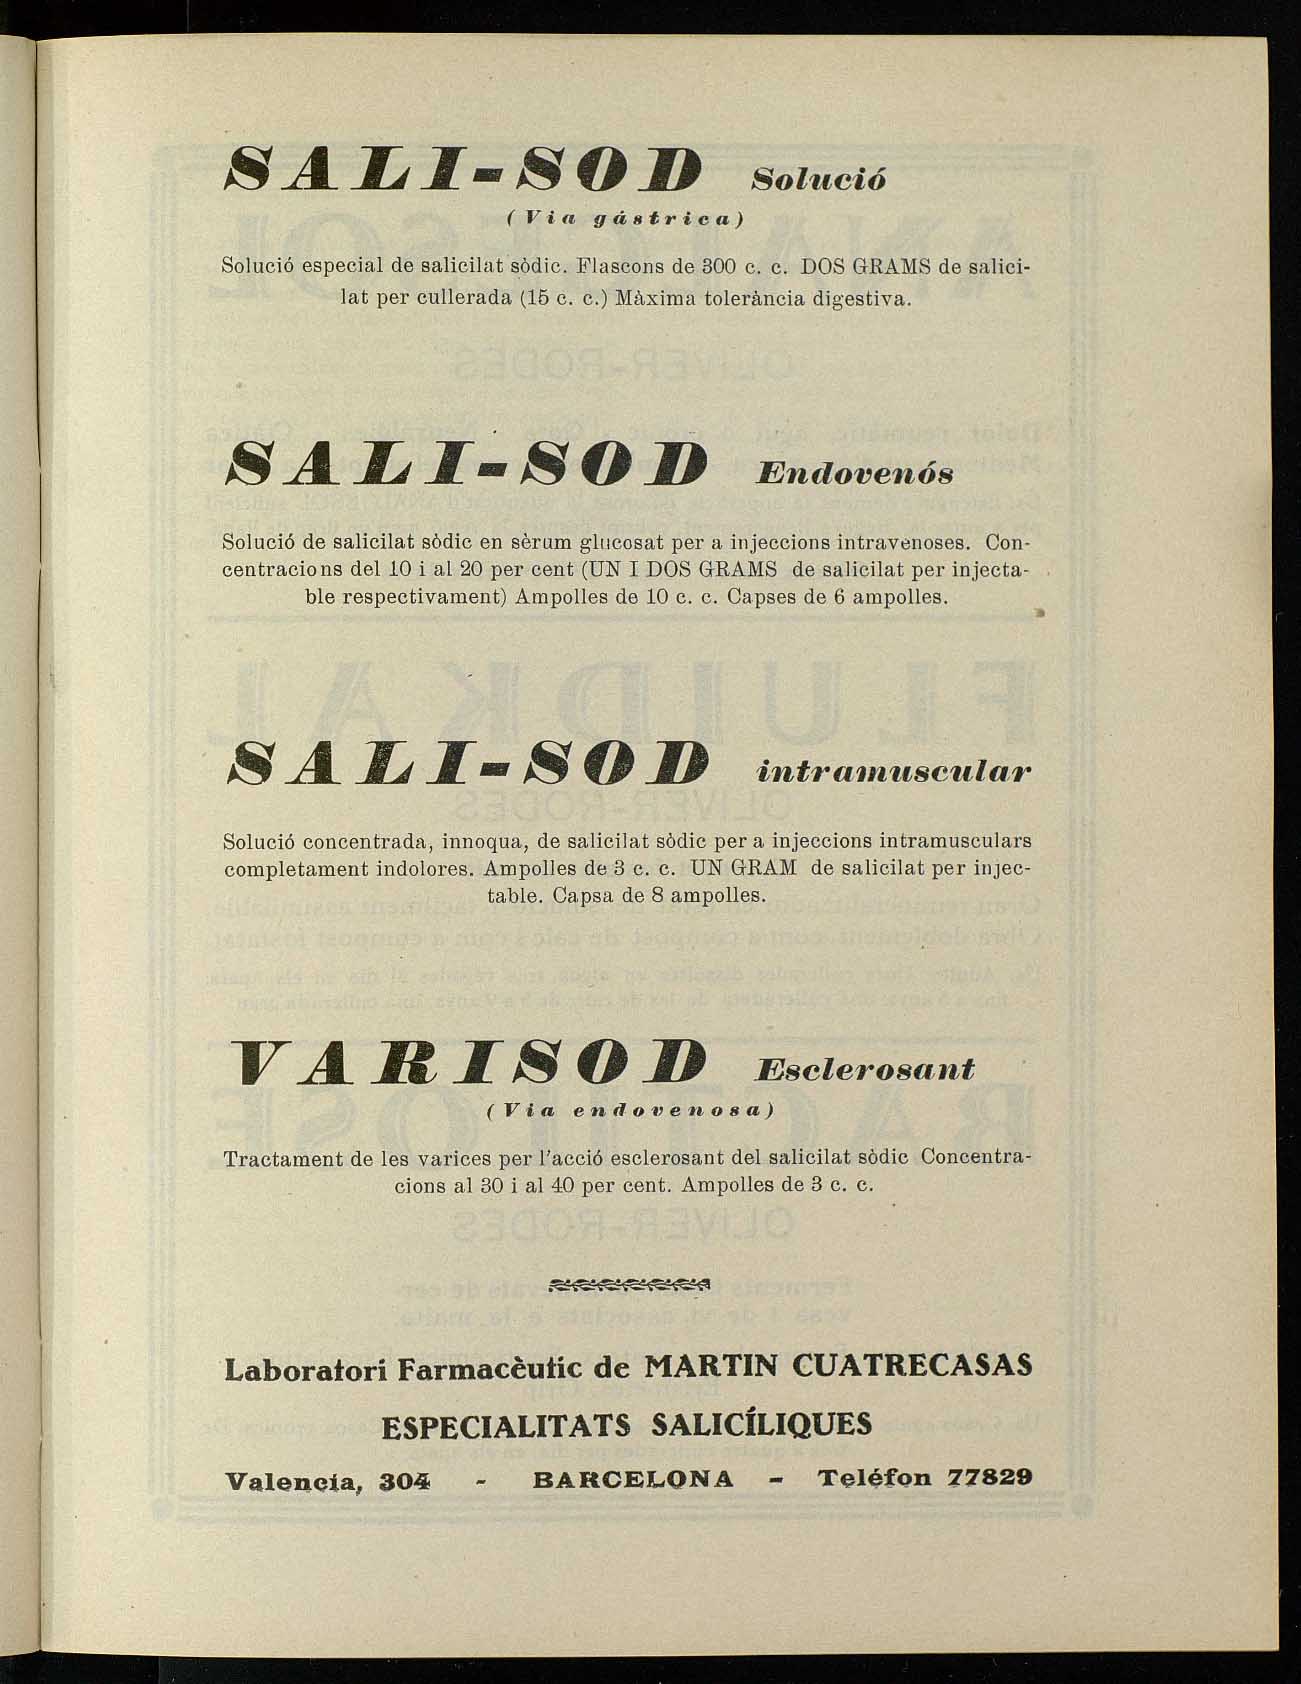 SALI-SOD Solució
(Via gástrica)
Solució especial de salicilat sòdic. Flascons de 300 c. c. DOS GRAMS de salici-
lat per cullerada (15 c. c.) Màxima tolerància digestiva.
SALI-SOD Endovenós
Solució de salicilat sòdic en sèrum glucosat per a injeccions intravenoses. Con-
centracions del 10 i al 20 per cent (UN I DOS GRAMS de salicilat per injecta-
ble respectivament) Ampolles de 10 c. c. Capses de 6 ampolles.
SALI-SOD intramuscular
Solució concentrada, innoqua, de salicilat sòdic per a injeccions intramusculars
completament indolores. Ampolles de 3 c. c. UN GRAM de salicilat per injec-
table. Capsa de 8 ampolles.
VARISOD Esclerosant
(Via endovenosa)
Tractament de les varices per l'acció esclerosant del salicilat sòdic Concentra-
cions al 30 i al 40 per cent. Ampolles de 3 c. c.
Laboratori Farmacèutic de MARTIN CUATRECASAS
ESPECIALITATS SALICÍLIQUES
Valencia, 304 - BARCELONA - Telèfon 77829